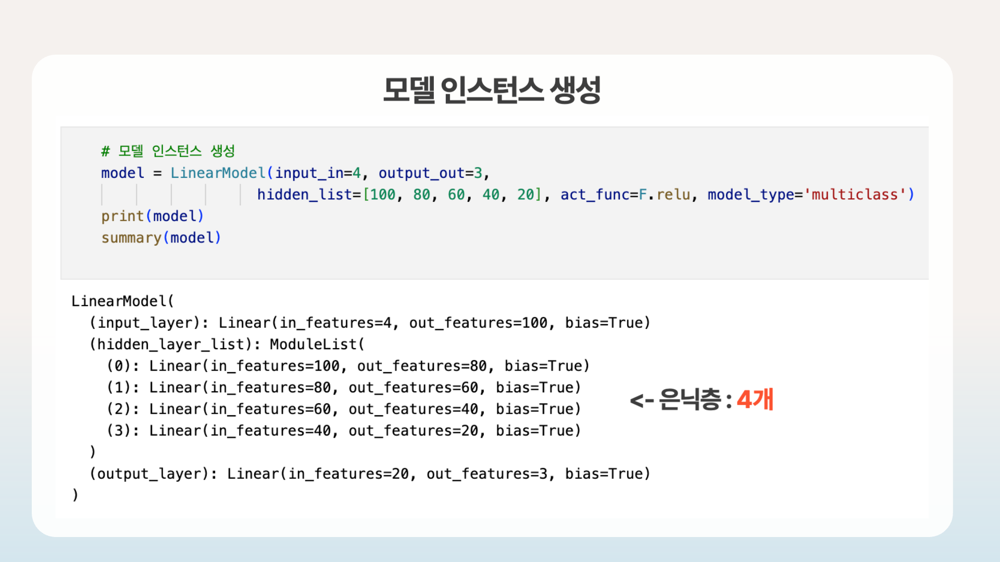 모델 인스턴스 생성
# 모델 인스턴스 생성
model = LinearModel(input_in=4, output_out=3,
hidden_list=[100, 80, 60, 40, 20], act_func=F.relu, model_type='multiclass')
print(model)
summary(model)
LinearModel(
(input_layer): Linear(in_features=4, out_features=100, bias=True)
(hidden_layer_list): ModuleList(
(0): Linear(in_features=100, out_features=80, bias=True)
(1): Linear(in_features=80, out_features=60, bias=True)
(2): Linear(in_features=60, out_features=40, bias=True)
(3): Linear(in_features=40, out_features=20, bias=True)
<- 은닉층 : 4개
)
(output_layer): Linear(in_features=20, out_features=3, bias=True)
)